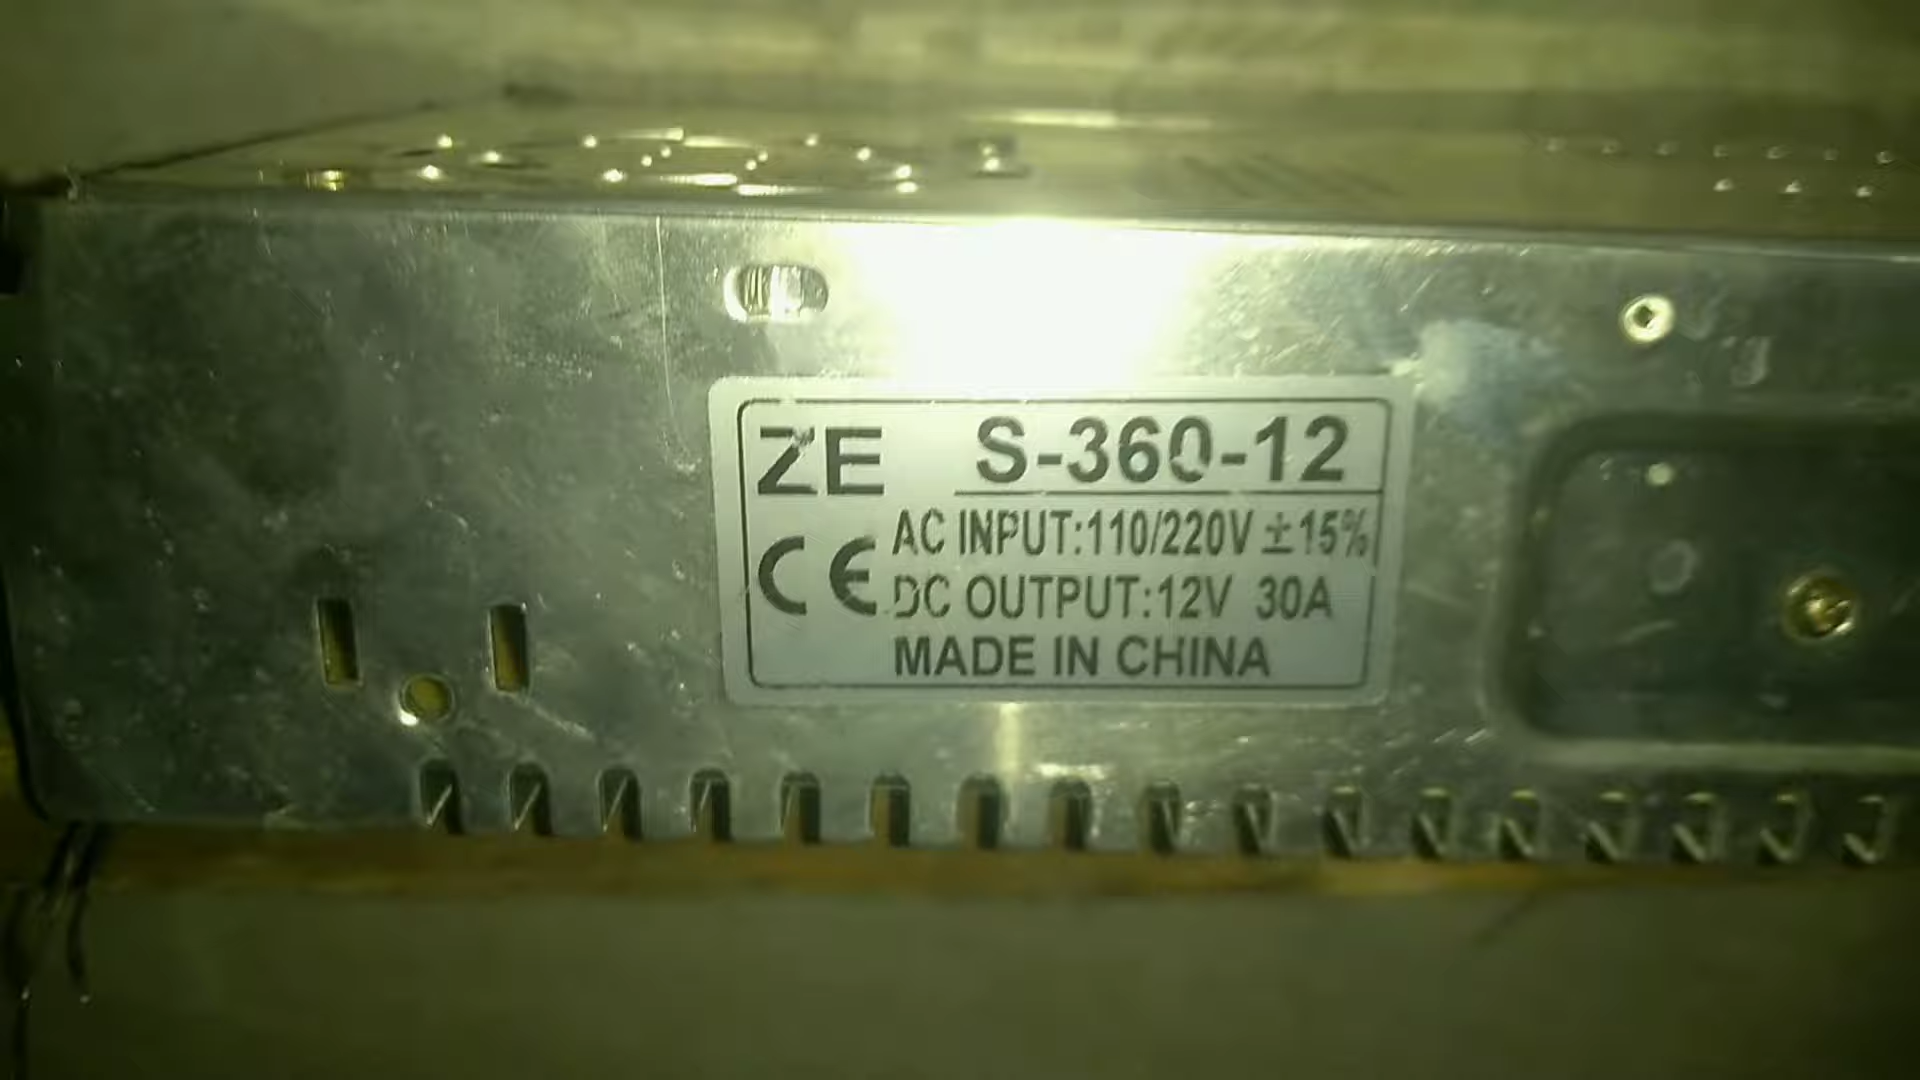 ZE S-360-12
AC INPUT:110/220V ±15%
CE DC OUTPUT:12V 30A
MADE IN CHINA